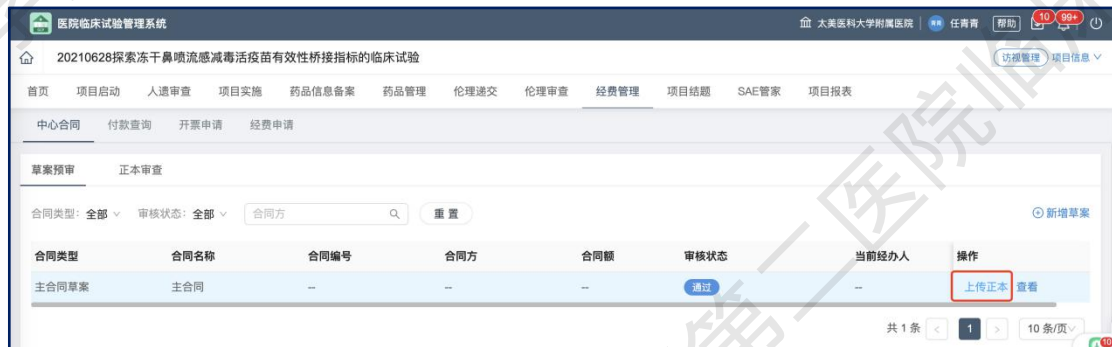 医院临床试验管理系统 太美医科大学附属医院 任青青 帮助 10 99+
20210628探索冻干鼻喷流感减毒活疫苗有效性桥接指标的临床试验 访视管理 项目信息
首页 项目启动 人遗审查 项目实施 药品信息备案 药品管理 伦理递交 伦理审查 经费管理 项目结题 SAE管家 项目报表
中心合同 付款查询 开票申请 经费申请
草案预审 正本审查
合同类型: 全部 审核状态: 全部 合同方 重置 新增草案
合同类型 合同名称 合同编号 合同方 合同额 审核状态 当前经办人 操作
主合同草案 主合同 -- -- -- 通过 -- 上传正本 查看
共 1 条 < 1 > 10 条/页
10
第二医院临